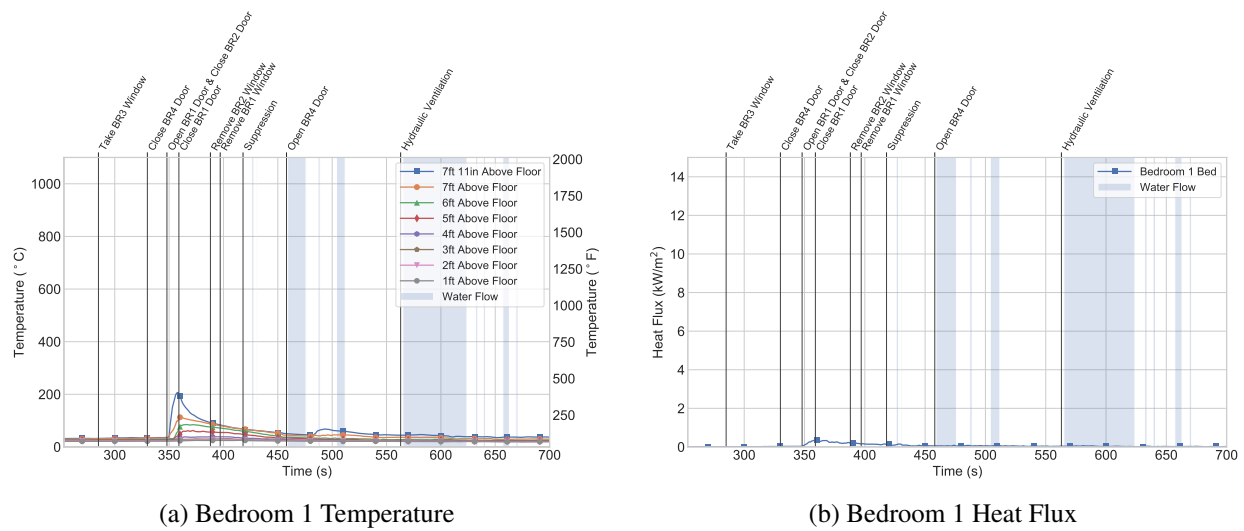 Take BR3 Window
Close BR4 Door
Open BR1 Door & Close BR2 Door
Close BR1 Door
Remove BR2 Window
Remove BR1 Window
Suppression
Open BR4 Door
Hydraulic Ventilation
1000
800
600
400
200
0
Temperature (°C)
2000
1750
1500
1250
1000
750
500
250
Temperature (°F)
7ft 11in Above Floor
7ft Above Floor
6ft Above Floor
5ft Above Floor
4ft Above Floor
3ft Above Floor
2ft Above Floor
1ft Above Floor
Water Flow
300 350 400 450 500 550 600 650 700
Time (s)
(a) Bedroom 1 Temperature
Take BR3 Window
Close BR4 Door
Open BR1 Door & Close BR2 Door
Close BR1 Door
Remove BR2 Window
Remove BR1 Window
Suppression
Open BR4 Door
Hydraulic Ventilation
14
12
10
8
6
4
2
0
Heat Flux (kW/m²)
Bedroom 1 Bed
Water Flow
300 350 400 450 500 550 600 650 700
Time (s)
(b) Bedroom 1 Heat Flux